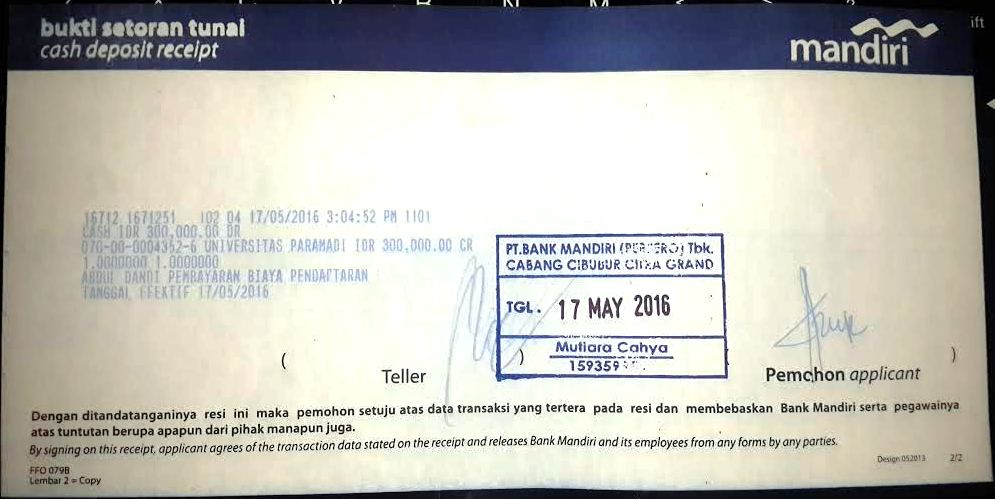 bukti setoran tunai
cash deposit receipt
mandiri
16712 1671251 102 04 17/05/2016 3:04:52 PM 1101
CASH IDR 300,000.00 DR
070-00-0004352-6 UNIVERSITAS PARAMADI IDR 300,000.00 CR
1.0000000 1.0000000
ABDUL DANDI PEMBAYARAN BIAYA PENDAFTARAN
TANGGAL EFEKTIF 17/05/2016
PT.BANK MANDIRI (PERSERO) Tbk.
CABANG CIBUBUR CITRA GRAND
TGL. 17 MAY 2016
Mutiara Cahya
159359
( Teller )
Pemohon applicant )
Dengan ditandatanganinya resi ini maka pemohon setuju atas data transaksi yang tertera pada resi dan membebaskan Bank Mandiri serta pegawainya
atas tuntutan berupa apapun dari pihak manapun juga.
By signing on this receipt, applicant agrees of the transaction data stated on the receipt and releases Bank Mandiri and its employees from any forms by any parties.
FFO 079B
Lembar 2 = Copy
Design 052013 2/2
ift